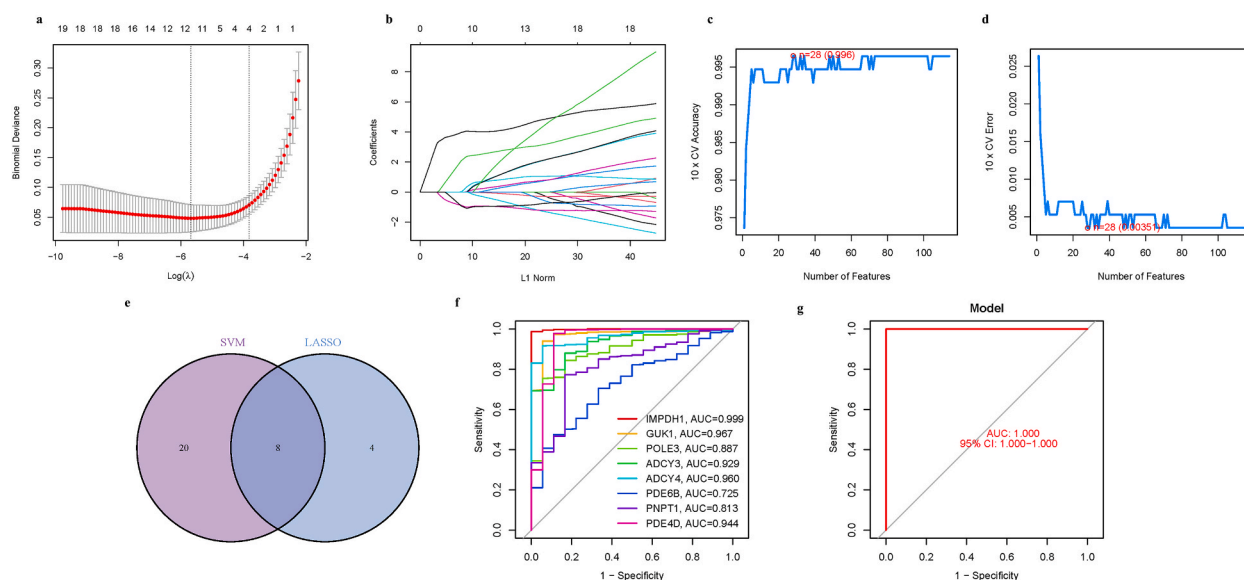 a
19 18 18 18 16 14 12 12 11 5 4 4 2 1 1
Binomial Deviance
0.30
0.25
0.20
0.15
0.10
0.05
−10 −8 −6 −4 −2
Log(λ)
b
0 10 13 18 18
Coefficients
8
6
4
2
0
−2
0 10 20 30 40
L1 Norm
c
10 x CV Accuracy
0.995
0.990
0.985
0.980
0.975
n=28 (0.996)
0 20 40 60 80 100
Number of Features
d
10 x CV Error
0.025
0.020
0.015
0.010
0.005
n=28 (0.00351)
0 20 40 60 80 100
Number of Features
e
SVM LASSO
20 8 4
f
Sensitivity
1.0
0.8
0.6
0.4
0.2
0.0
IMPDH1, AUC=0.999
GUK1, AUC=0.967
POLE3, AUC=0.887
ADCY3, AUC=0.929
ADCY4, AUC=0.960
PDE6B, AUC=0.725
PNPT1, AUC=0.813
PDE4D, AUC=0.944
0.0 0.2 0.4 0.6 0.8 1.0
1 − Specificity
g
Model
Sensitivity
1.0
0.8
0.6
0.4
0.2
0.0
AUC: 1.000
95% CI: 1.000−1.000
0.0 0.2 0.4 0.6 0.8 1.0
1 − Specificity